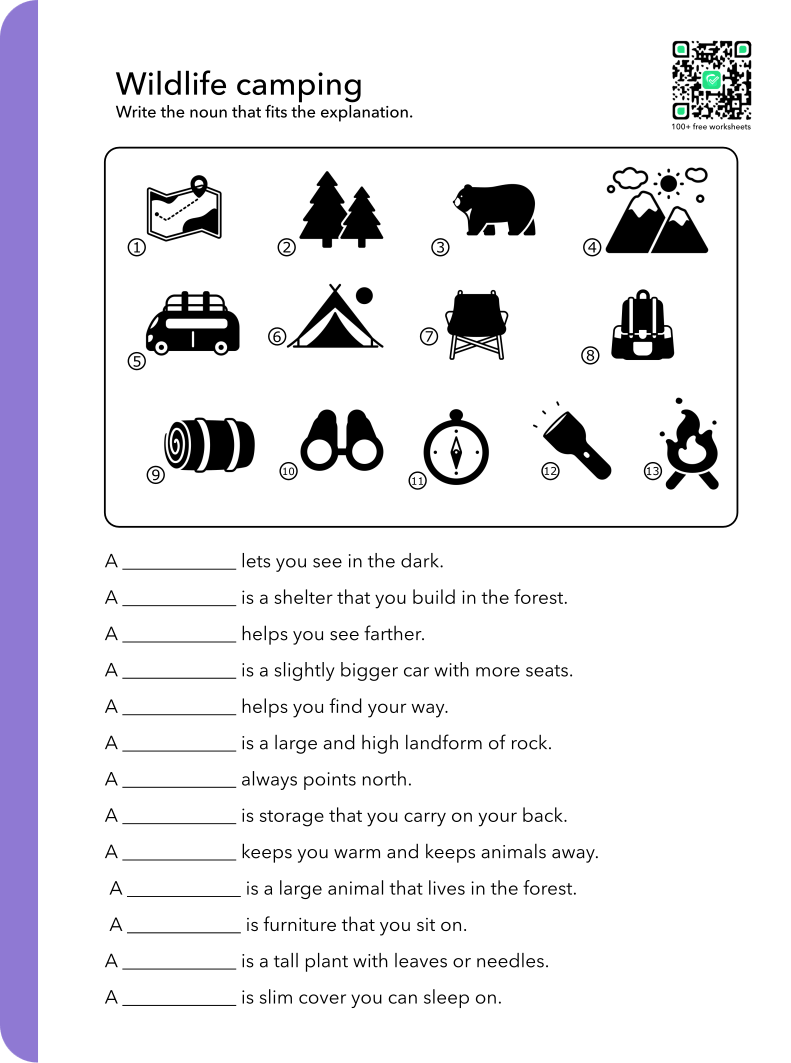 Wildlife camping
Write the noun that fits the explanation.
100+ free worksheets
1
2
3
4
5
6
7
8
9
10
11
12
13
A ____________ lets you see in the dark.
A ____________ is a shelter that you build in the forest.
A ____________ helps you see farther.
A ____________ is a slightly bigger car with more seats.
A ____________ helps you find your way.
A ____________ is a large and high landform of rock.
A ____________ always points north.
A ____________ is storage that you carry on your back.
A ____________ keeps you warm and keeps animals away.
A ____________ is a large animal that lives in the forest.
A ____________ is furniture that you sit on.
A ____________ is a tall plant with leaves or needles.
A ____________ is slim cover you can sleep on.